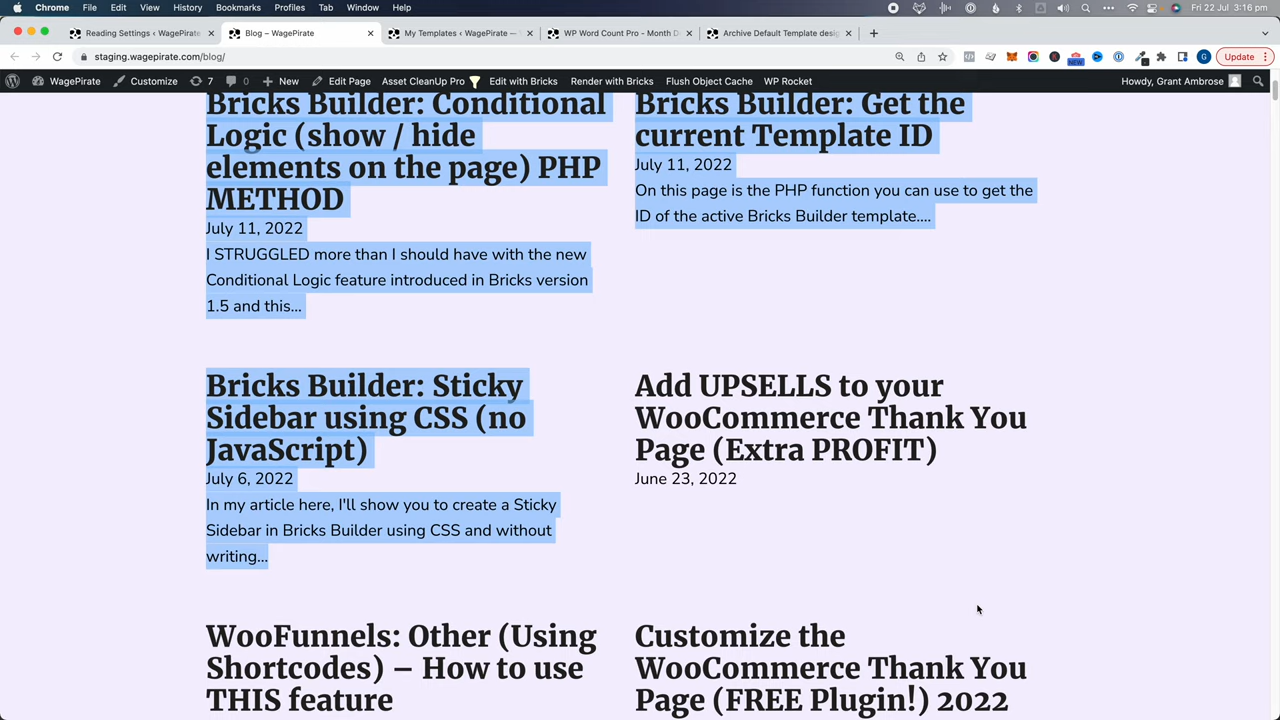 Chrome File Edit View History Bookmarks Profiles Tab Window Help Fri 22 Jul 3:16 pm
Reading Settings ‹ WagePirate Blog – WagePirate My Templates ‹ WagePirate — WP Word Count Pro - Month D Archive Default Template desig
staging.wagepirate.com/blog/ NEW G Update
WagePirate Customize 7 0 New Edit Page Asset CleanUp Pro Edit with Bricks Render with Bricks Flush Object Cache WP Rocket Howdy, Grant Ambrose
Bricks Builder: Conditional
Logic (show / hide
elements on the page) PHP
METHOD
July 11, 2022
I STRUGGLED more than I should have with the new
Conditional Logic feature introduced in Bricks version
1.5 and this...
Bricks Builder: Get the
current Template ID
July 11, 2022
On this page is the PHP function you can use to get the
ID of the active Bricks Builder template....
Bricks Builder: Sticky
Sidebar using CSS (no
JavaScript)
July 6, 2022
In my article here, I'll show you to create a Sticky
Sidebar in Bricks Builder using CSS and without
writing...
Add UPSELLS to your
WooCommerce Thank You
Page (Extra PROFIT)
June 23, 2022
WooFunnels: Other (Using
Shortcodes) – How to use
THIS feature
Customize the
WooCommerce Thank You
Page (FREE Plugin!) 2022